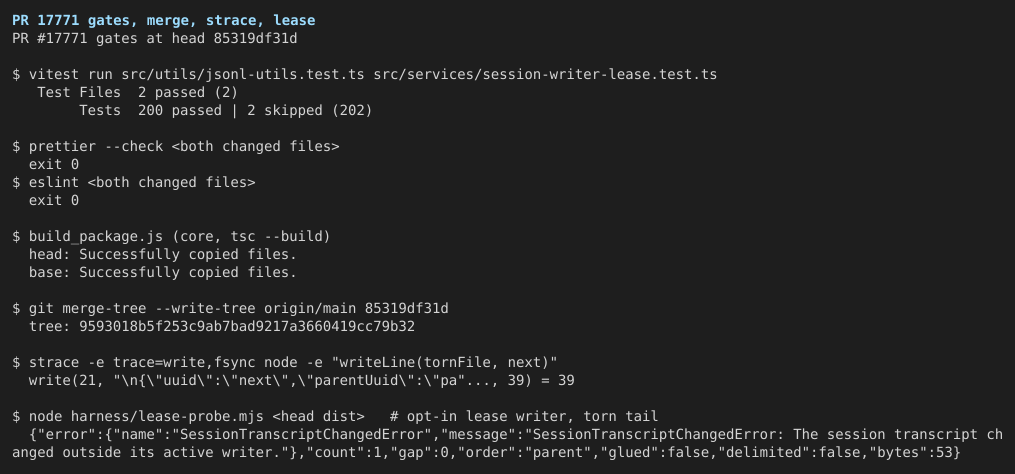 PR 17771 gates, merge, strace, lease
PR #17771 gates at head 85319df31d
$ vitest run src/utils/jsonl-utils.test.ts src/services/session-writer-lease.test.ts
Test Files  2 passed (2)
Tests  200 passed | 2 skipped (202)
$ prettier --check <both changed files>
exit 0
$ eslint <both changed files>
exit 0
$ build_package.js (core, tsc --build)
head: Successfully copied files.
base: Successfully copied files.
$ git merge-tree --write-tree origin/main 85319df31d
tree: 9593018b5f253c9ab7bad9217a3660419cc79b32
$ strace -e trace=write,fsync node -e "writeLine(tornFile, next)"
write(21, "\n{\"uuid\":\"next\",\"parentUuid\":\"pa"..., 39) = 39
$ node harness/lease-probe.mjs <head dist>   # opt-in lease writer, torn tail
{"error":{"name":"SessionTranscriptChangedError","message":"SessionTranscriptChangedError: The session transcript ch
anged outside its active writer."},"count":1,"gap":0,"order":"parent","glued":false,"delimited":false,"bytes":53}